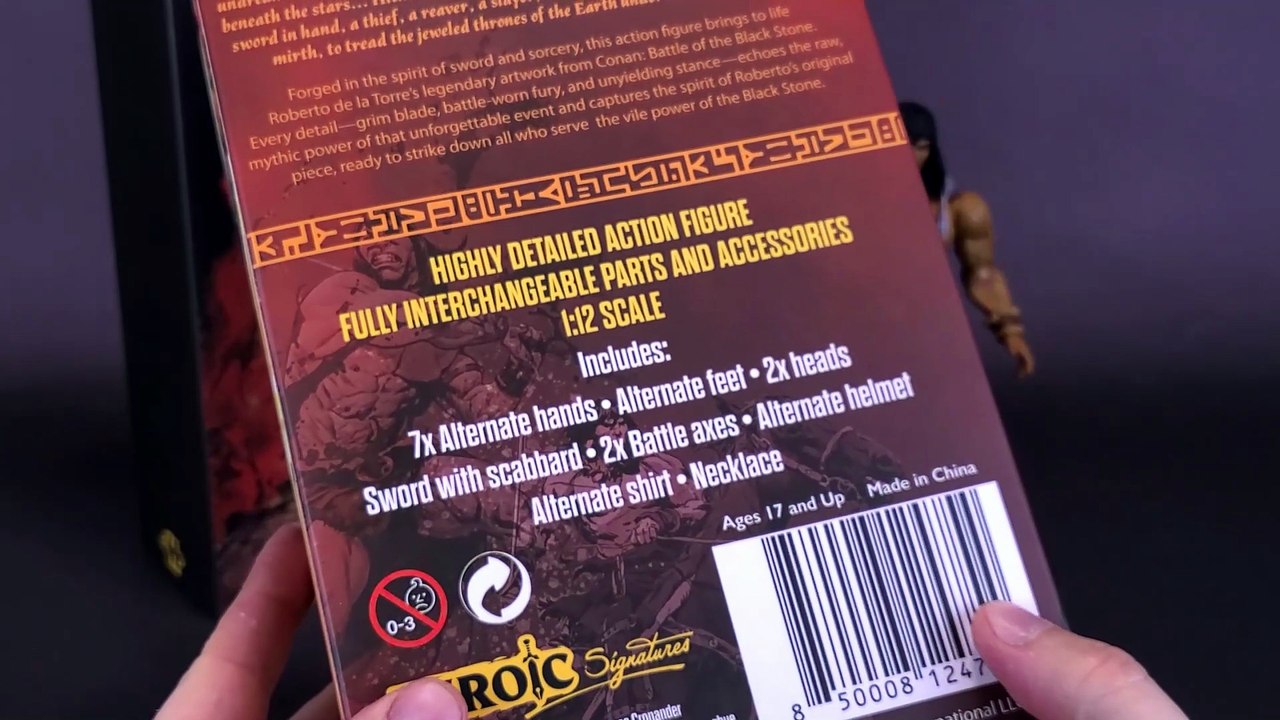 beneath the stars...
sword in hand, a thief, a reaver, a
mirth, to tread the jeweled thrones of the Earth under
Forged in the spirit of sword and sorcery, this action figure brings to life
Roberto de la Torre's legendary artwork from Conan: Battle of the Black Stone.
Every detail—grim blade, battle-worn fury, and unyielding stance—echoes the raw,
mythic power of that unforgettable event and captures the spirit of Roberto's original
piece, ready to strike down all who serve the vile power of the Black Stone.
HIGHLY DETAILED ACTION FIGURE
FULLY INTERCHANGEABLE PARTS AND ACCESSORIES
1:12 SCALE
Includes:
7x Alternate hands • Alternate feet • 2x heads
Sword with scabbard • 2x Battle axes • Alternate helmet
Alternate shirt • Necklace
Ages 17 and Up Made in China
0-3
ROIC Signatures
8 50008 1247